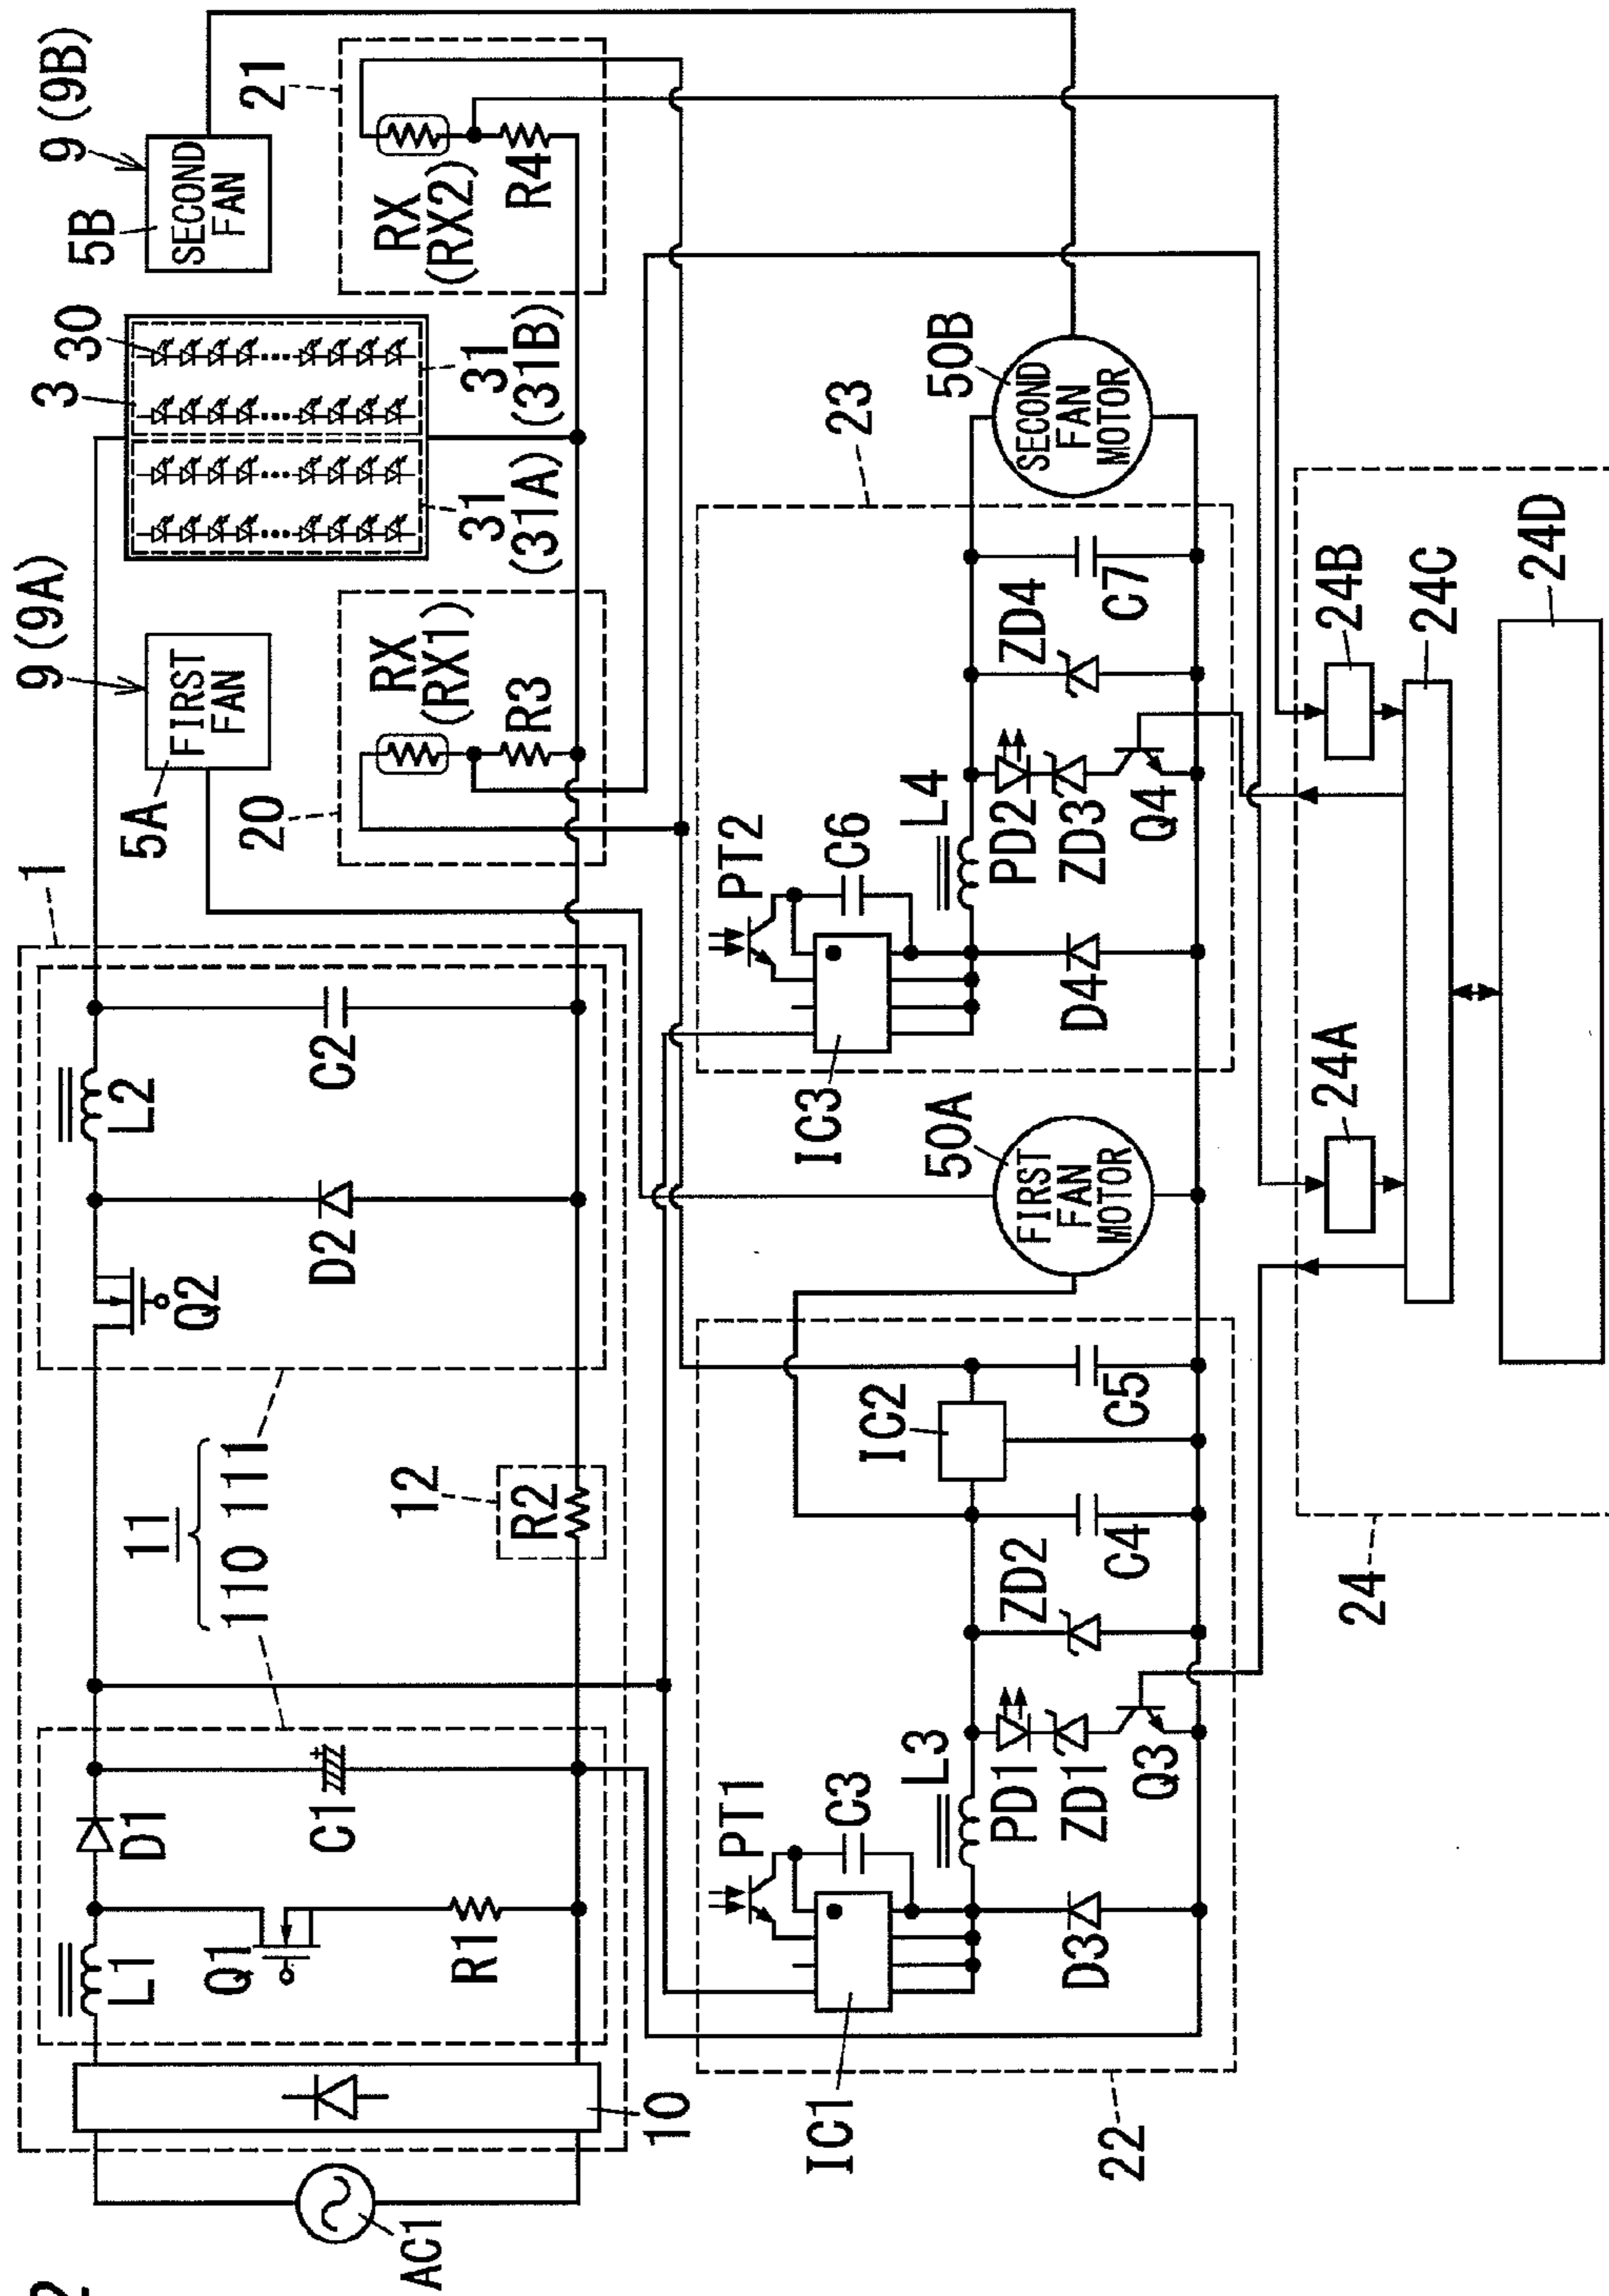 2
AC1
10
1
L1
Q1
R1
D1
C1
+
11
110 111
12
R2
Q2
D2
L2
C2
9 (9A)
5A
FIRST
FAN
3
30
31
(31A)
31
(31B)
9 (9B)
5B
SECOND
FAN
20
RX
(RX1)
R3
21
RX
(RX2)
R4
22
IC1
PT1
C3
L3
D3
PD1
ZD1
Q3
ZD2
C4
IC2
C5
50A
FIRST
FAN
MOTOR
23
IC3
PT2
C6
L4
D4
PD2
ZD3
Q4
ZD4
C7
50B
SECOND
FAN
MOTOR
24
24A
24B
24C
24D